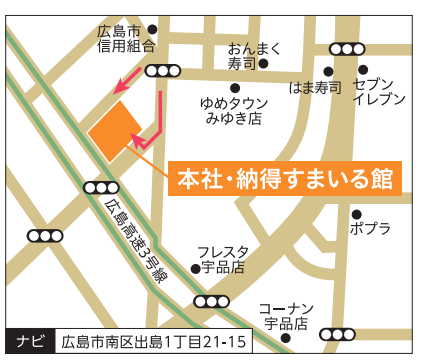 広島市
信用組合
おんまく
寿司
はま寿司
セブン
イレブン
ゆめタウン
みゆき店
本社・納得すまいる館
広島高速3号線
ポプラ
フレスタ
宇品店
コーナン
宇品店
ナビ 広島市南区出島1丁目21-15